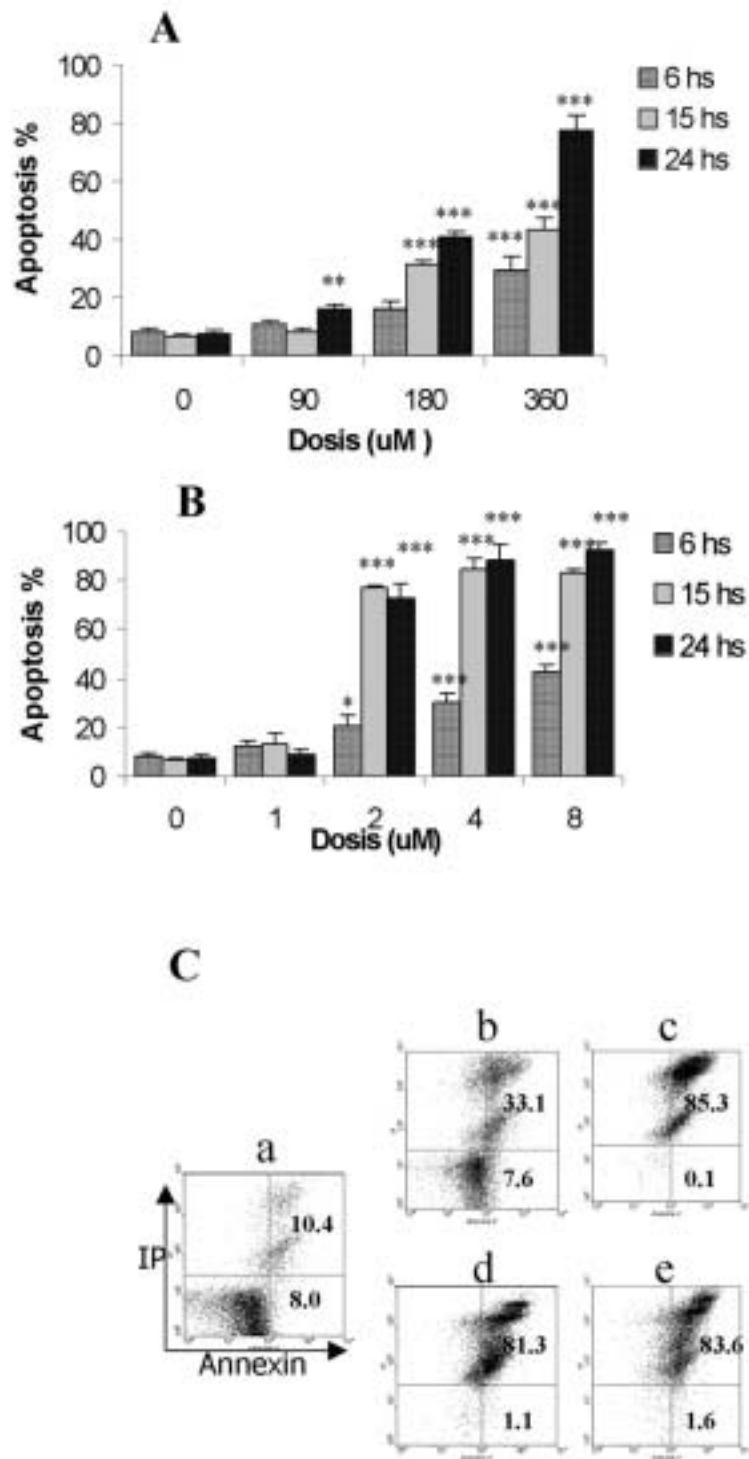 A
100
80
60
40
20
0
Apoptosis %
** *** *** *** *** ***
0 90 180 360
Dosis (uM )
6 hs
15 hs
24 hs
B
100
80
60
40
20
0
Apoptosis %
* *** *** *** *** *** *** *** ***
0 1 2 4 8
Dosis (uM)
6 hs
15 hs
24 hs
C
a
10.4
8.0
IP
Annexin
b
33.1
7.6
c
85.3
0.1
d
81.3
1.1
e
83.6
1.6